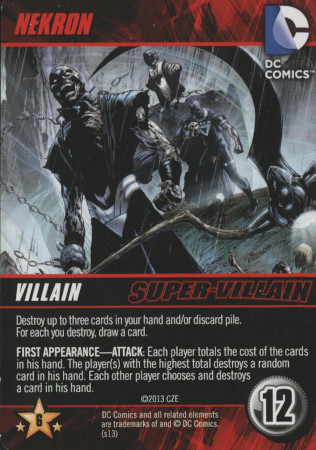 NEKRON
DC
DC
COMICS™
VILLAIN
SUPER-VILLAIN
Destroy up to three cards in your hand and/or discard pile.
For each you destroy, draw a card.
FIRST APPEARANCE—ATTACK: Each player totals the cost of the cards
in his hand. The player(s) with the highest total destroys a random
card in his hand. Each other player chooses and destroys
a card in his hand.
©2013 CZE
6
DC Comics and all related elements
are trademarks of and © DC Comics.
(s13)
12